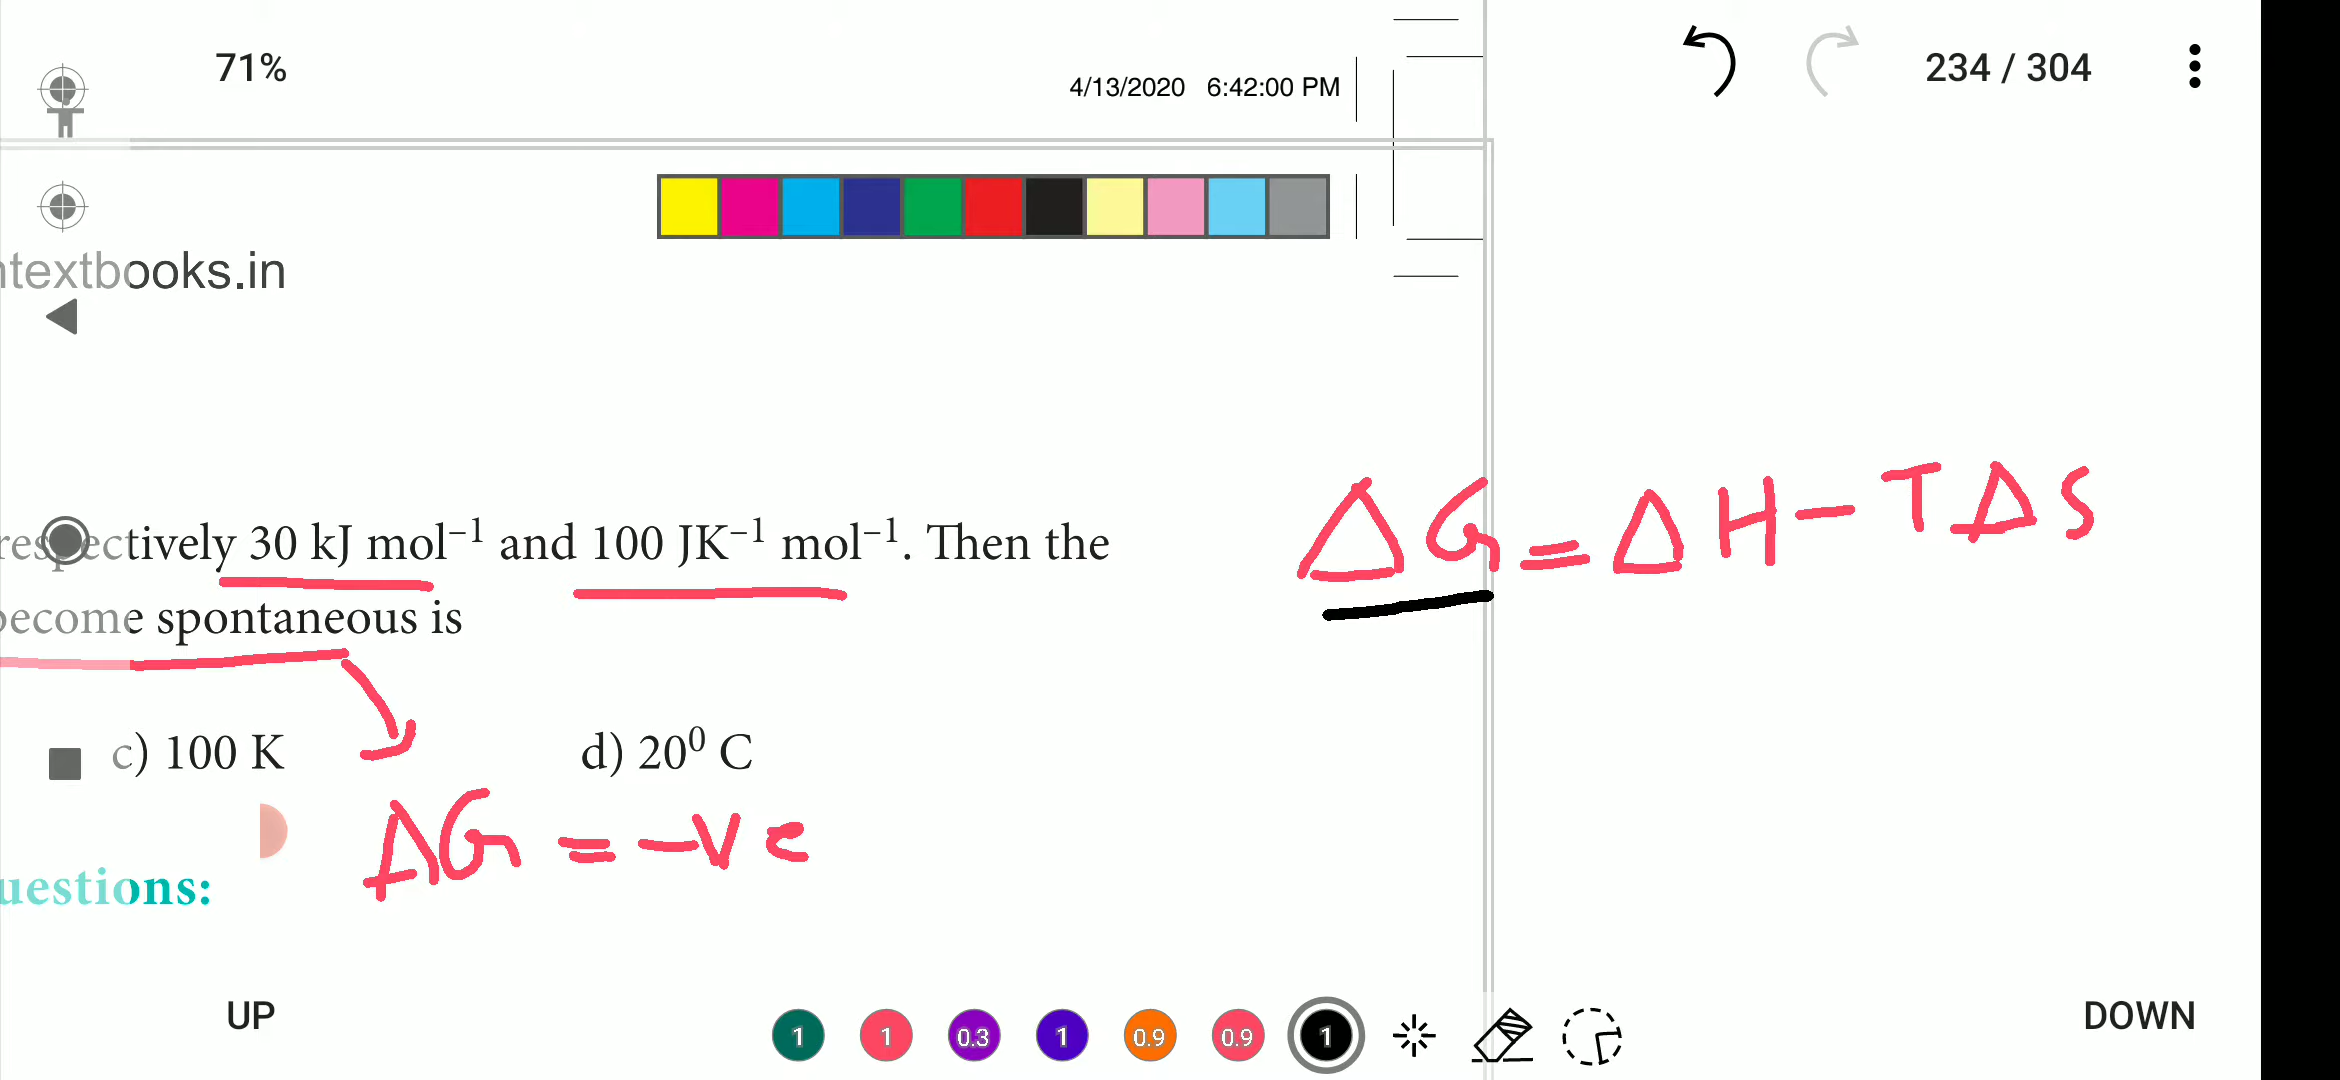 71%
4/13/2020 6:42:00 PM
234 / 304
textbooks.in
respectively 30 kJ mol⁻¹ and 100 JK⁻¹ mol⁻¹. Then the
become spontaneous is
c) 100 K
d) 20⁰ C
ΔG = -ve
ΔG = ΔH - TΔS
uestions:
UP
1 1 0.3 1 0.9 0.9 1
DOWN